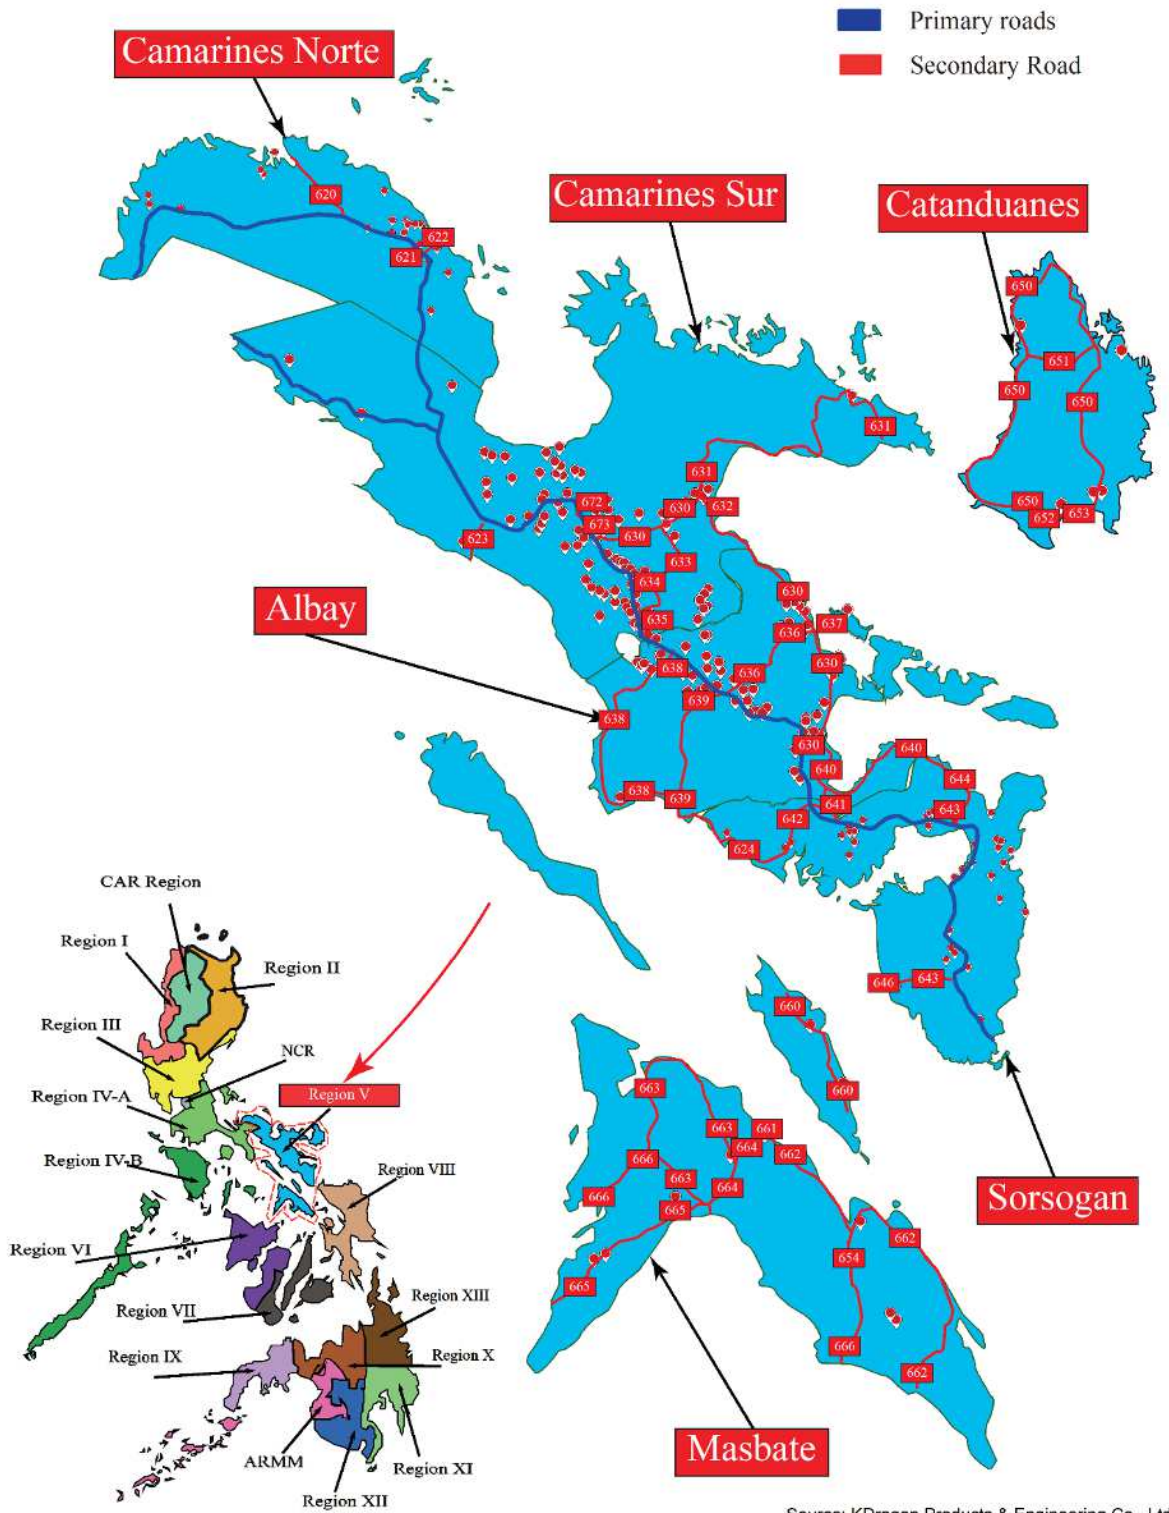 Primary roads
Secondary Road
Camarines Norte
Camarines Sur
Catanduanes
620
622
621
650
651
650
650
631
631
672
630
632
650
652
653
673
630
623
633
634
630
Albay
635
637
636
638
636
630
639
638
630
640
640
644
638
639
641
643
642
624
CAR Region
Region I
Region II
646
643
660
Region III
NCR
Region IV-A
Region V
663
660
663
661
664
662
Region IV-B
666
Region VIII
663
664
666
665
Sorsogan
Region VI
662
654
665
Region XIII
Region VII
666
Region IX
Region X
662
Masbate
ARMM
Region XI
Region XII